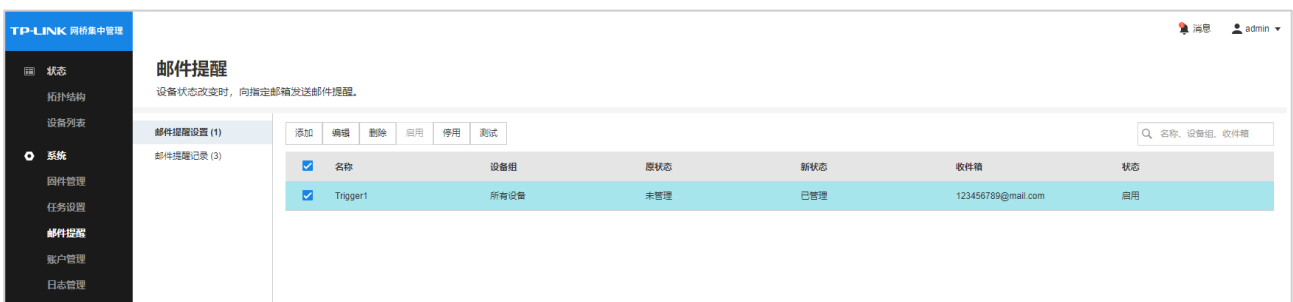 TP-LINK 网桥集中管理
消息 admin
状态
拓扑结构
设备列表
系统
固件管理
任务设置
邮件提醒
账户管理
日志管理
邮件提醒
设备状态改变时，向指定邮箱发送邮件提醒。
邮件提醒设置 (1)
邮件提醒记录 (3)
添加 编辑 删除 启用 停用 测试
名称、设备组、收件箱
名称 设备组 原状态 新状态 收件箱 状态
Trigger1 所有设备 未管理 已管理 123456789@mail.com 启用